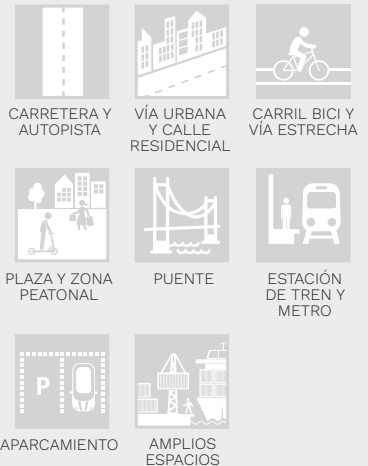 CARRETERA Y
AUTOPISTA
VÍA URBANA
Y CALLE
RESIDENCIAL
CARRIL BICI Y
VÍA ESTRECHA
PLAZA Y ZONA
PEATONAL
PUENTE
ESTACIÓN
DE TREN Y
METRO
P
APARCAMIENTO
AMPLIOS
ESPACIOS